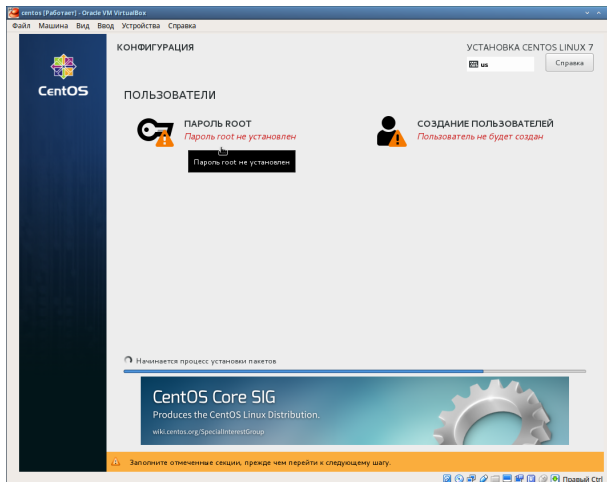 centos [Работает] - Oracle VM VirtualBox
Файл Машина Вид Ввод Устройства Справка
CentOS
КОНФИГУРАЦИЯ
УСТАНОВКА CENTOS LINUX 7
us
Справка
ПОЛЬЗОВАТЕЛИ
ПАРОЛЬ ROOT
Пароль root не установлен
СОЗДАНИЕ ПОЛЬЗОВАТЕЛЕЙ
Пользователь не будет создан
Пароль root не установлен
Начинается процесс установки пакетов
CentOS Core SIG
Produces the CentOS Linux Distribution.
wiki.centos.org/SpecialInterestGroup
Заполните отмеченные секции, прежде чем перейти к следующему шагу.
Правый Ctrl